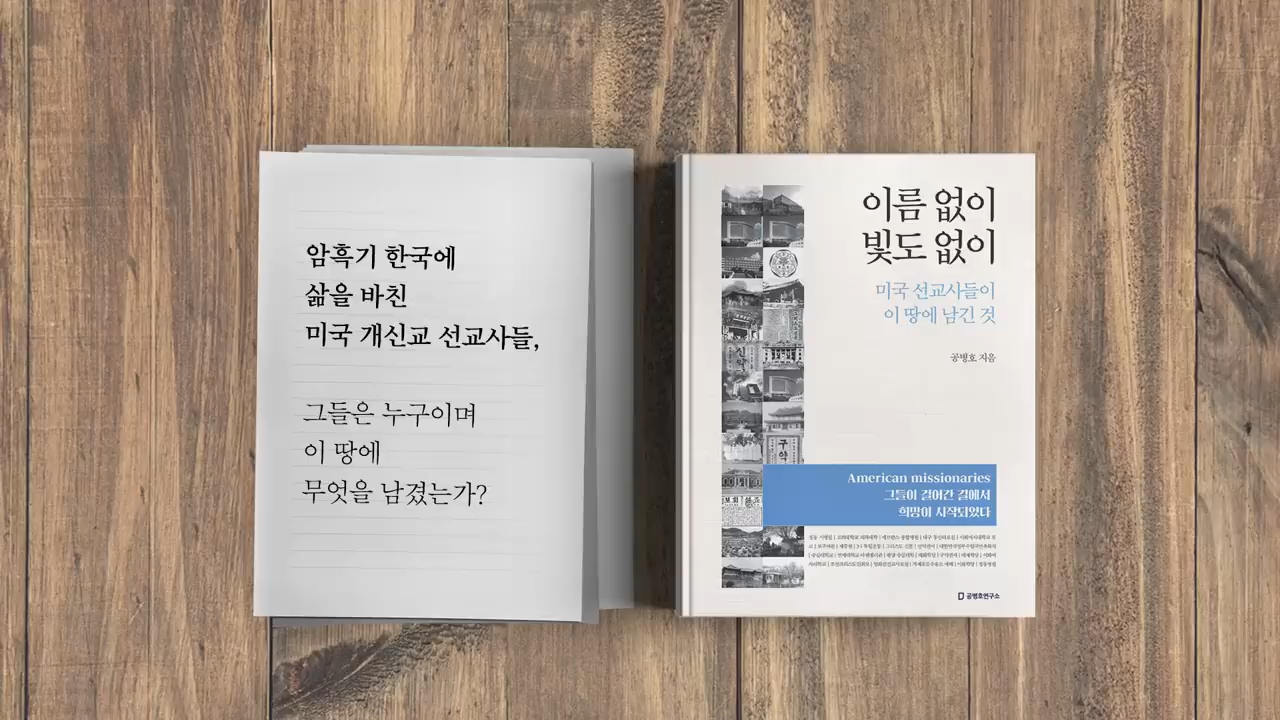 암흑기 한국에
삶을 바친
미국 개신교 선교사들,
그들은 누구이며
이 땅에
무엇을 남겼는가?
이름 없이
빛도 없이
미국 선교사들이
이 땅에 남긴 것
공병호 지음
신약
구약
American missionaries
그들이 걸어간 길에서
희망이 시작되었다
공병호연구소